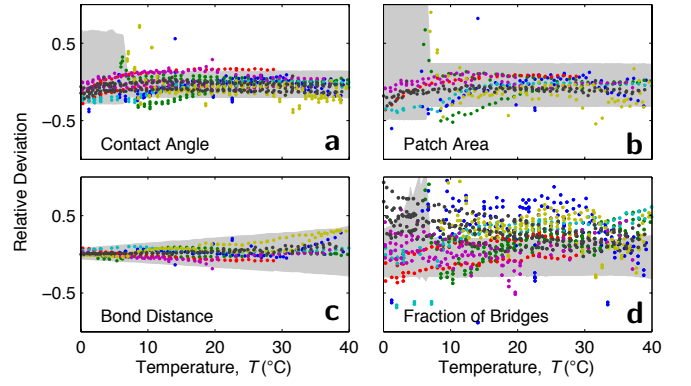 Relative Deviation
0.5
−0.5
Contact Angle
a
Patch Area
b
0.5
−0.5
Bond Distance
c
Fraction of Bridges
d
0 10 20 30 40 0 10 20 30 40
Temperature, T (°C) Temperature, T (°C)